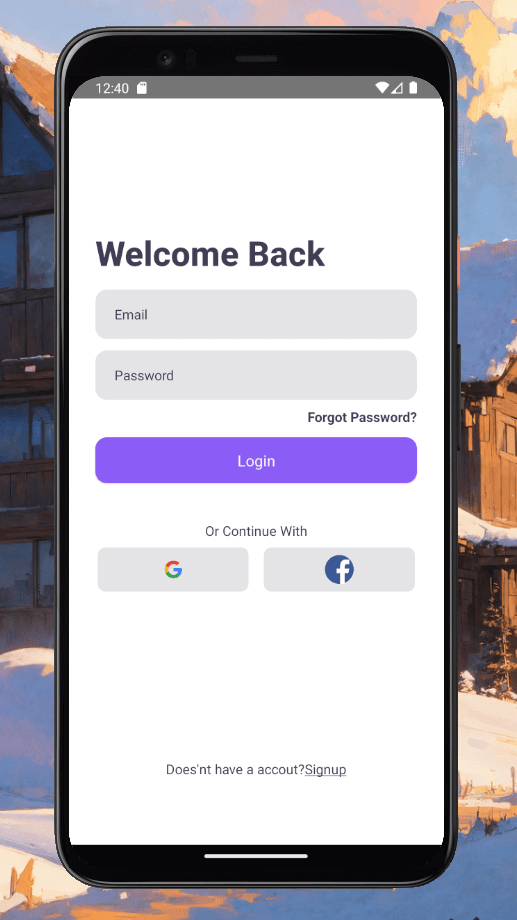 12:40
Welcome Back
Email
Password
Forgot Password?
Login
Or Continue With
Does'nt have a accout?Signup